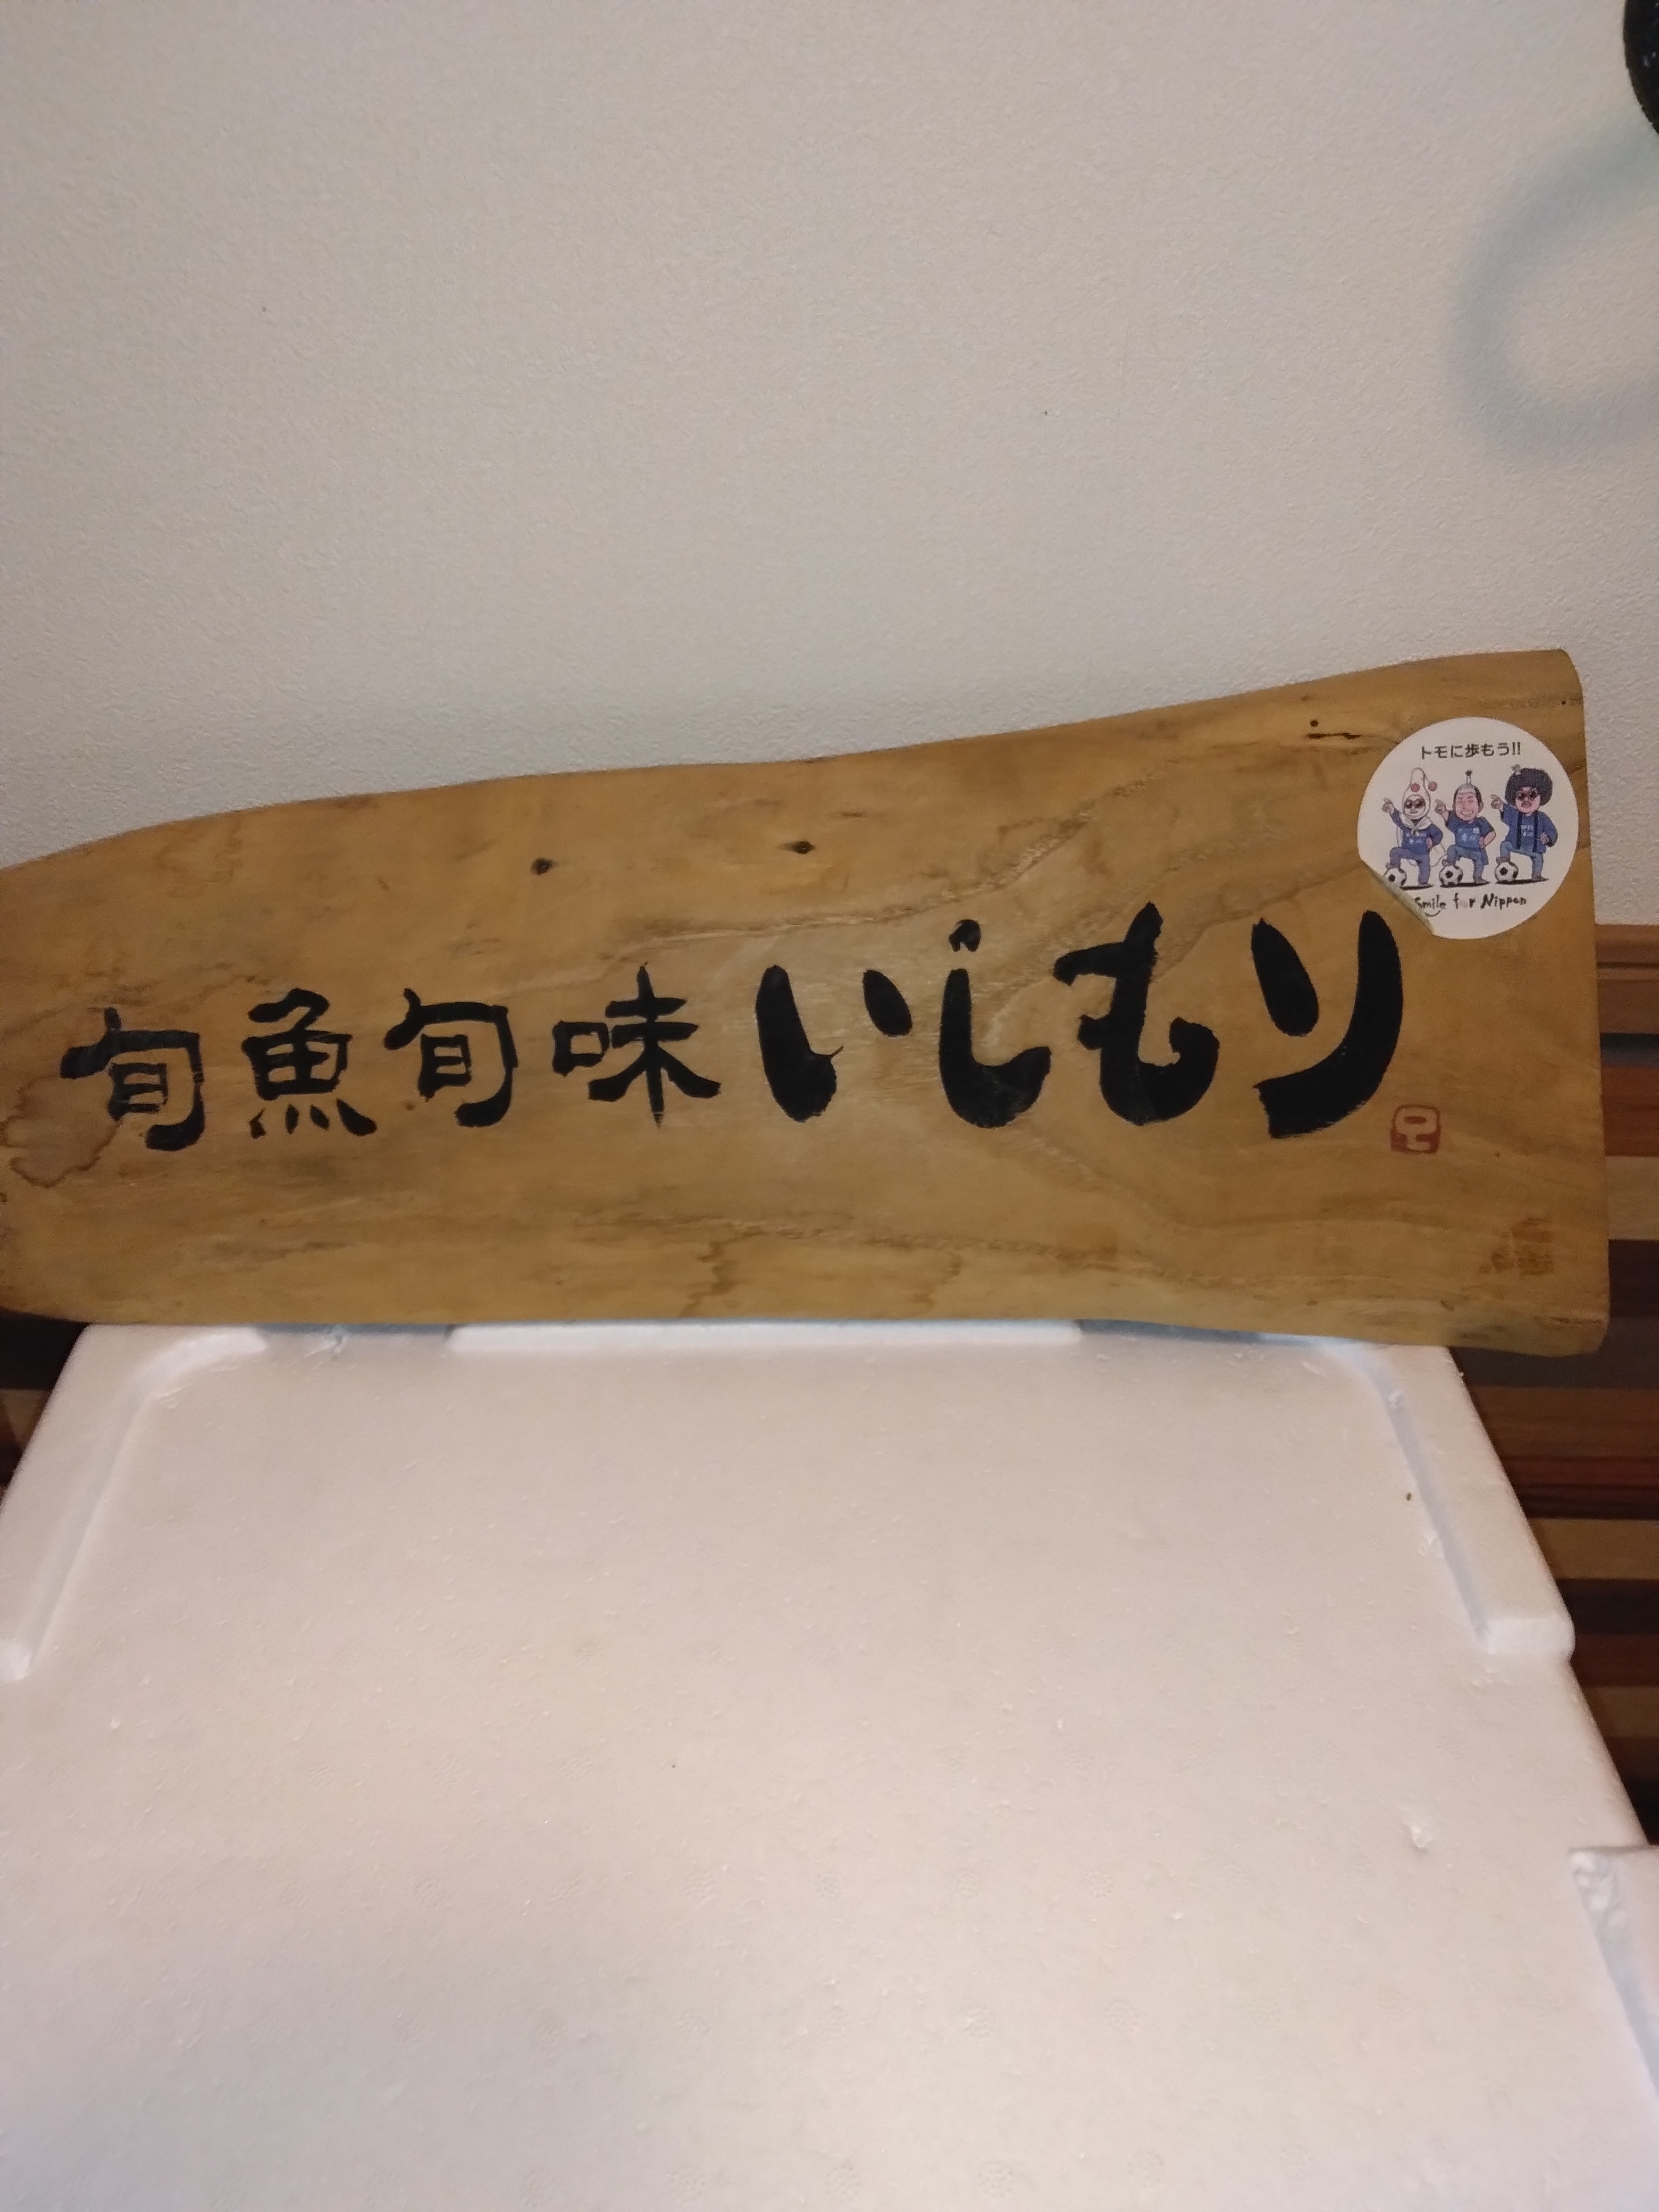 トモに歩もう!!
Smile for Nippon
旬魚旬味いしもり